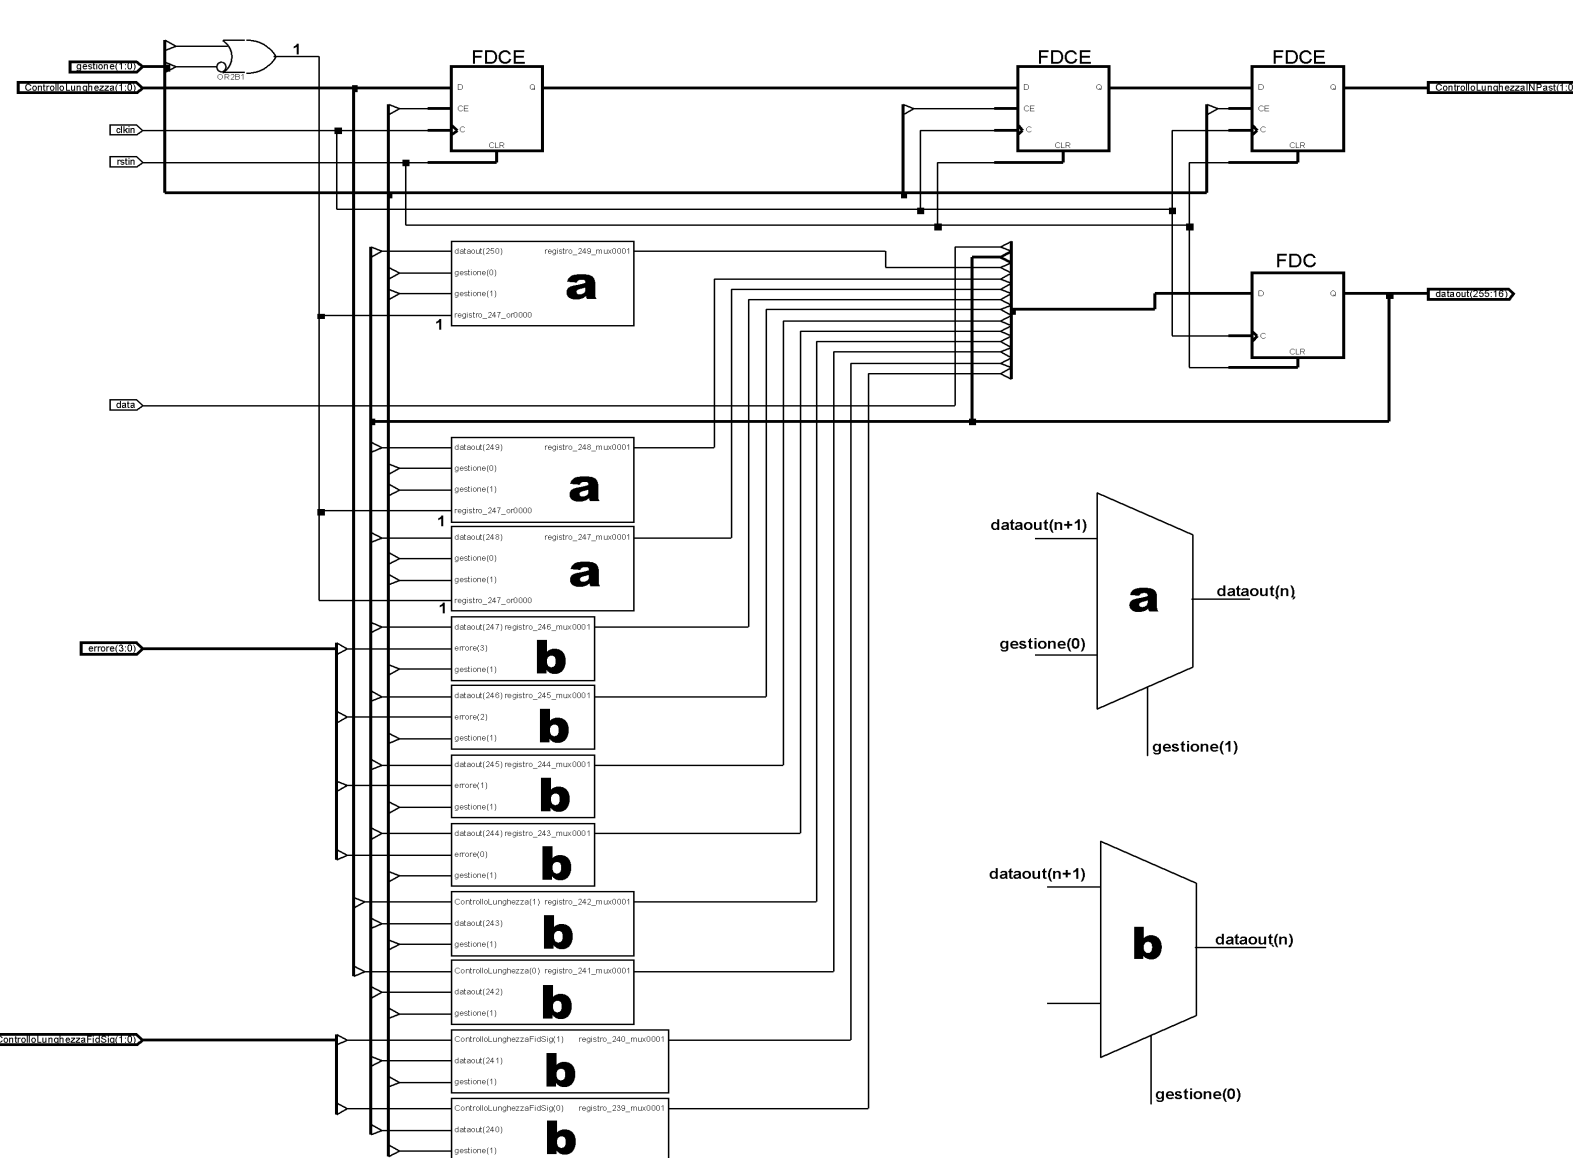 FDCE
FDCE
FDCE
1
gestione(1:0)
OR2B1
ControlloLunghezza(1:0)
D
Q
D
Q
D
Q
ControlloLunghezzaINPast(1:0
CE
CE
CE
clkin
C
C
C
CLR
CLR
CLR
rstin
dataout(250)
registro_249_mux0001
gestione(0)
a
gestione(1)
registro_247_or0000
1
FDC
D
Q
dataout(255:16)
C
CLR
data
dataout(249)
registro_248_mux0001
gestione(0)
a
gestione(1)
registro_247_or0000
1
dataout(248)
registro_247_mux0001
gestione(0)
a
gestione(1)
registro_247_or0000
1
dataout(n+1)
a
dataout(n)
gestione(0)
gestione(1)
errore(3:0)
dataout(247) registro_246_mux0001
errore(3)
b
gestione(1)
dataout(246) registro_245_mux0001
errore(2)
b
gestione(1)
dataout(245) registro_244_mux0001
errore(1)
b
gestione(1)
dataout(244) registro_243_mux0001
errore(0)
b
gestione(1)
ControlloLunghezza(1) registro_242_mux0001
dataout(243)
b
gestione(1)
ControlloLunghezza(0) registro_241_mux0001
dataout(242)
b
gestione(1)
dataout(n+1)
b
dataout(n)
gestione(0)
ControlloLunghezzaFidSig(1:0)
ControlloLunghezzaFidSig(1) registro_240_mux0001
dataout(241)
b
gestione(1)
ControlloLunghezzaFidSig(0) registro_239_mux0001
dataout(240)
b
gestione(1)